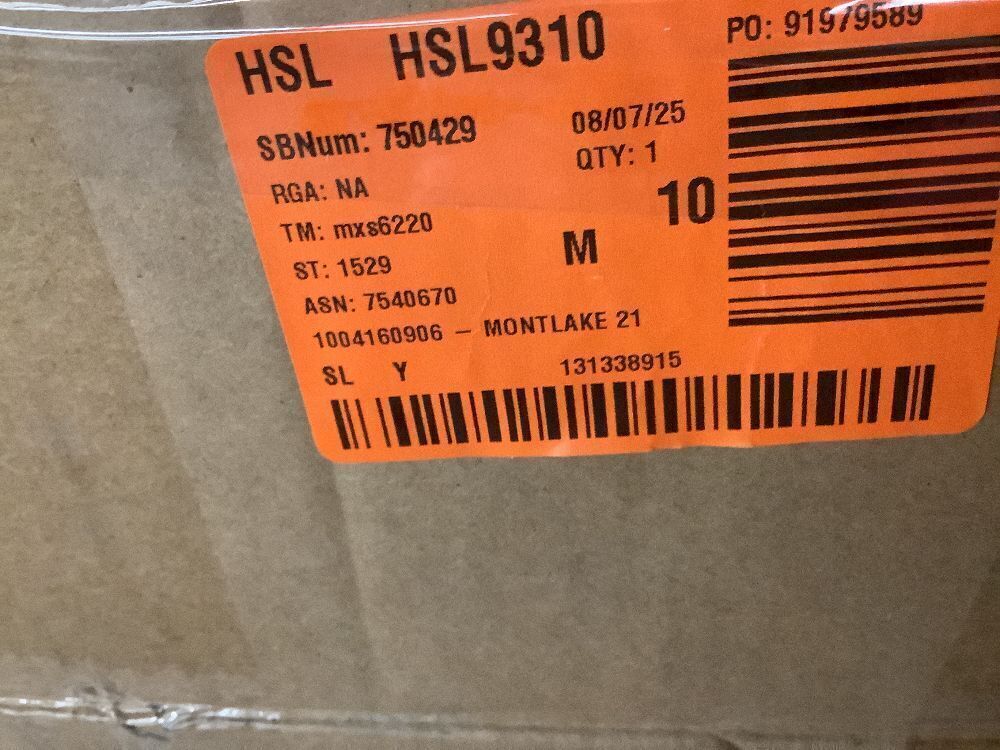 HSL HSL9310
PO: 91979589
SBNum: 750429
08/07/25
QTY: 1
RGA: NA
10
TM: mxs6220
M
ST: 1529
ASN: 7540670
1004160906 – MONTLAKE 21
SL Y 131338915